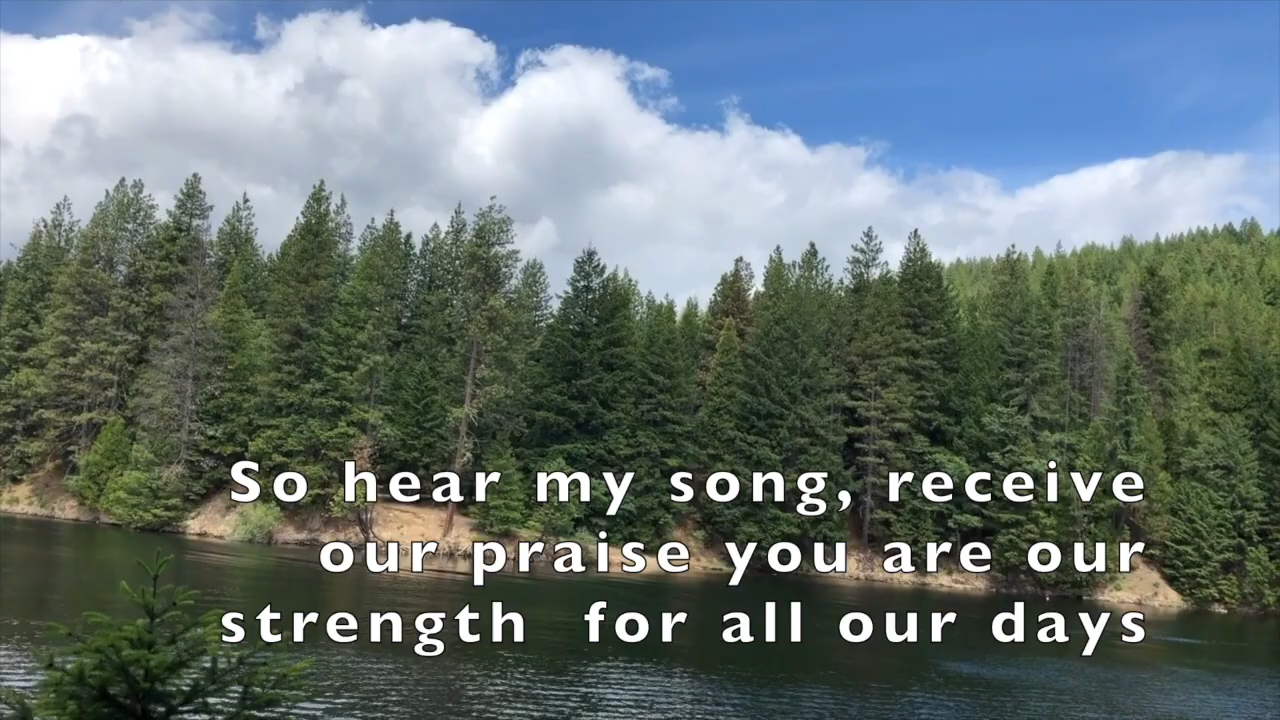 So hear my song, receive
our praise you are our
strength  for all our days